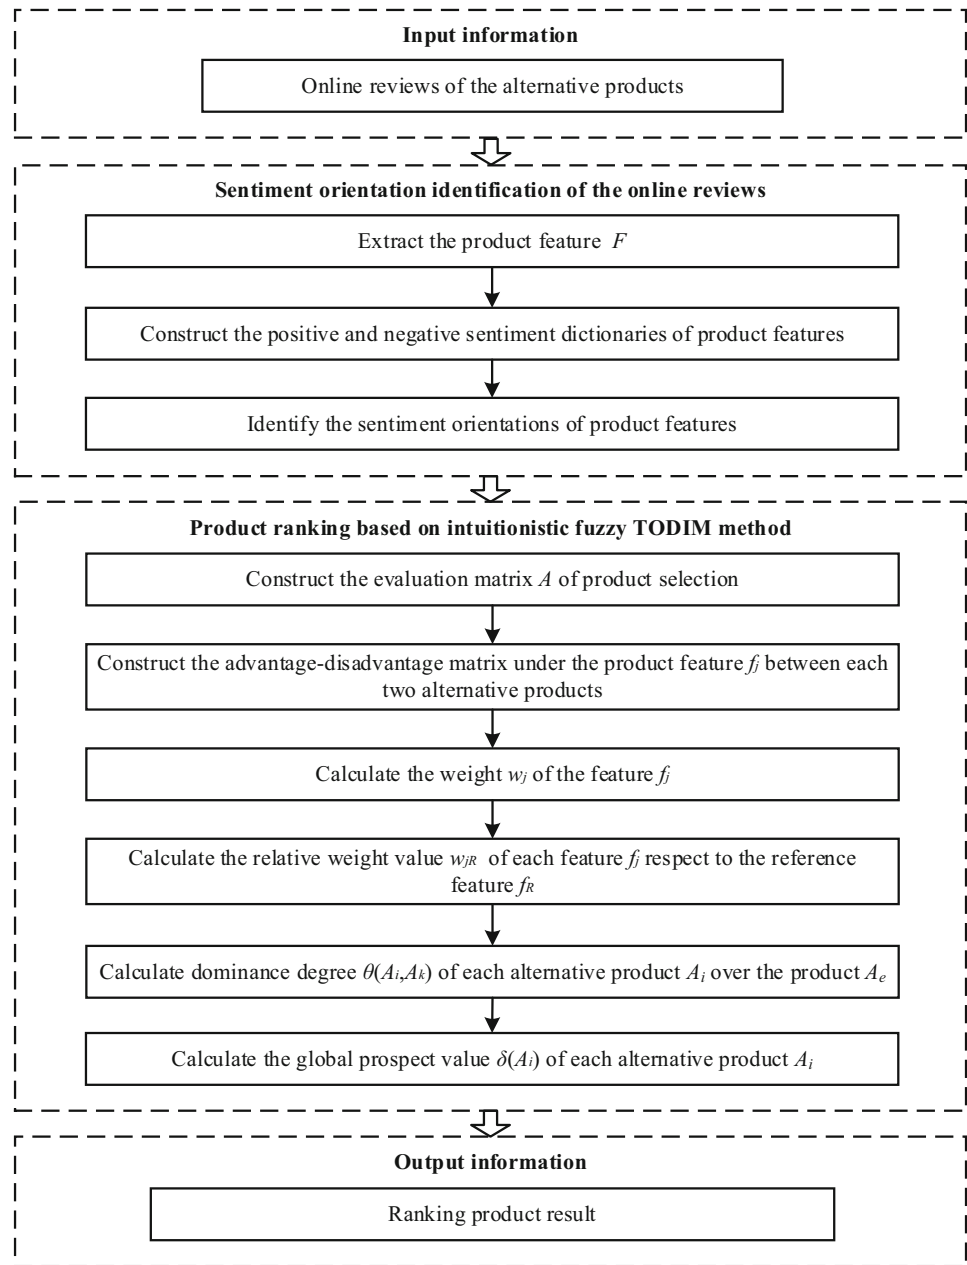 Input information
Online reviews of the alternative products
Sentiment orientation identification of the online reviews
Extract the product feature F
Construct the positive and negative sentiment dictionaries of product features
Identify the sentiment orientations of product features
Product ranking based on intuitionistic fuzzy TODIM method
Construct the evaluation matrix A of product selection
Construct the advantage-disadvantage matrix under the product feature fj between each
two alternative products
Calculate the weight wj of the feature fj
Calculate the relative weight value wjR of each feature fj respect to the reference
feature fR
Calculate dominance degree θ(Ai,Ak) of each alternative product Ai over the product Ae
Calculate the global prospect value δ(Ai) of each alternative product Ai
Output information
Ranking product result